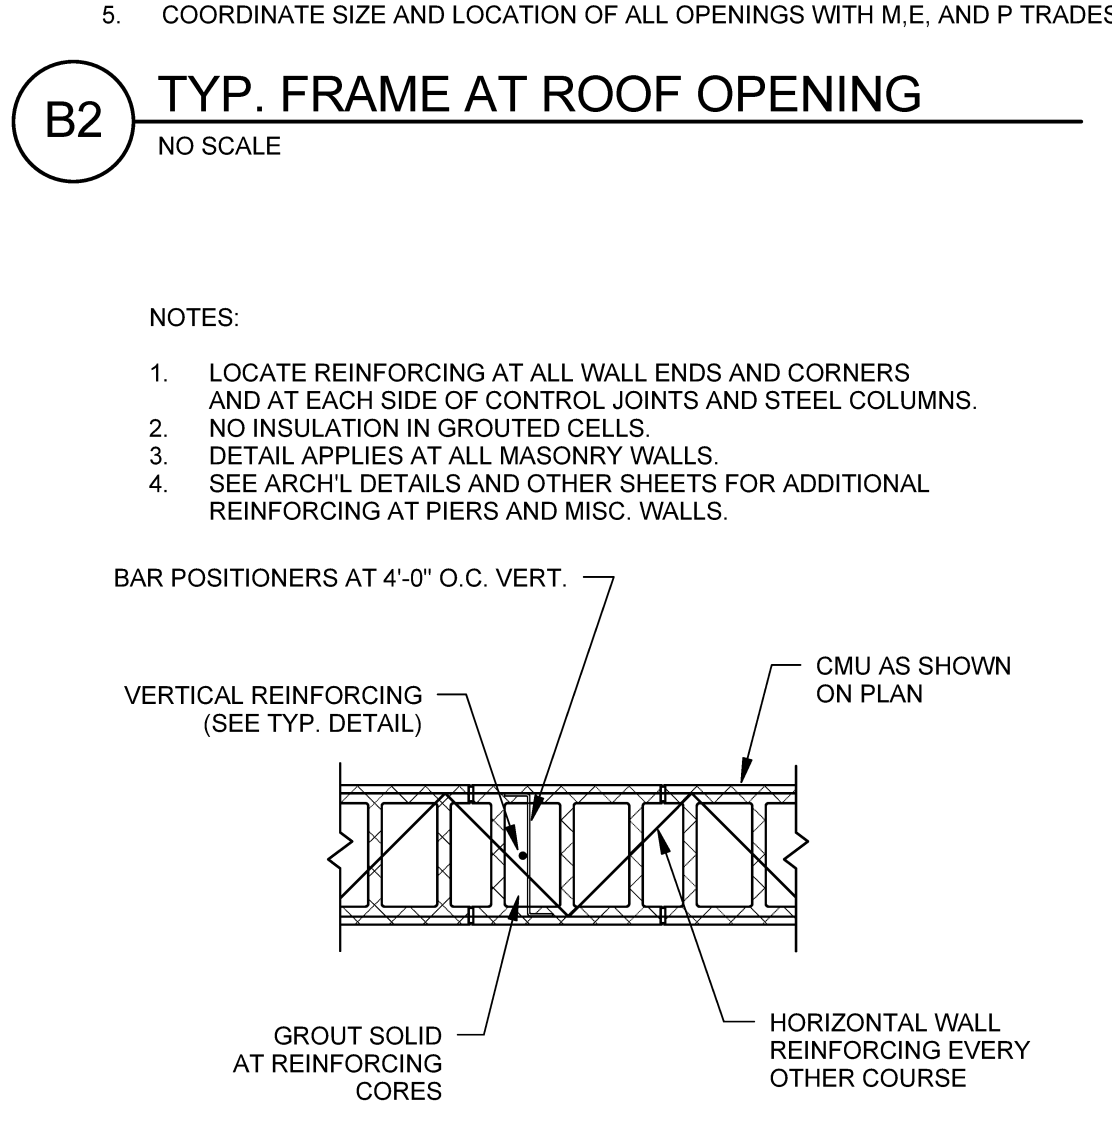 5. COORDINATE SIZE AND LOCATION OF ALL OPENINGS WITH M,E, AND P TRADES
B2
TYP. FRAME AT ROOF OPENING
NO SCALE
NOTES:
1. LOCATE REINFORCING AT ALL WALL ENDS AND CORNERS
AND AT EACH SIDE OF CONTROL JOINTS AND STEEL COLUMNS.
2. NO INSULATION IN GROUTED CELLS.
3. DETAIL APPLIES AT ALL MASONRY WALLS.
4. SEE ARCH'L DETAILS AND OTHER SHEETS FOR ADDITIONAL
REINFORCING AT PIERS AND MISC. WALLS.
BAR POSITIONERS AT 4'-0" O.C. VERT.
CMU AS SHOWN
ON PLAN
VERTICAL REINFORCING
(SEE TYP. DETAIL)
GROUT SOLID
AT REINFORCING
CORES
HORIZONTAL WALL
REINFORCING EVERY
OTHER COURSE